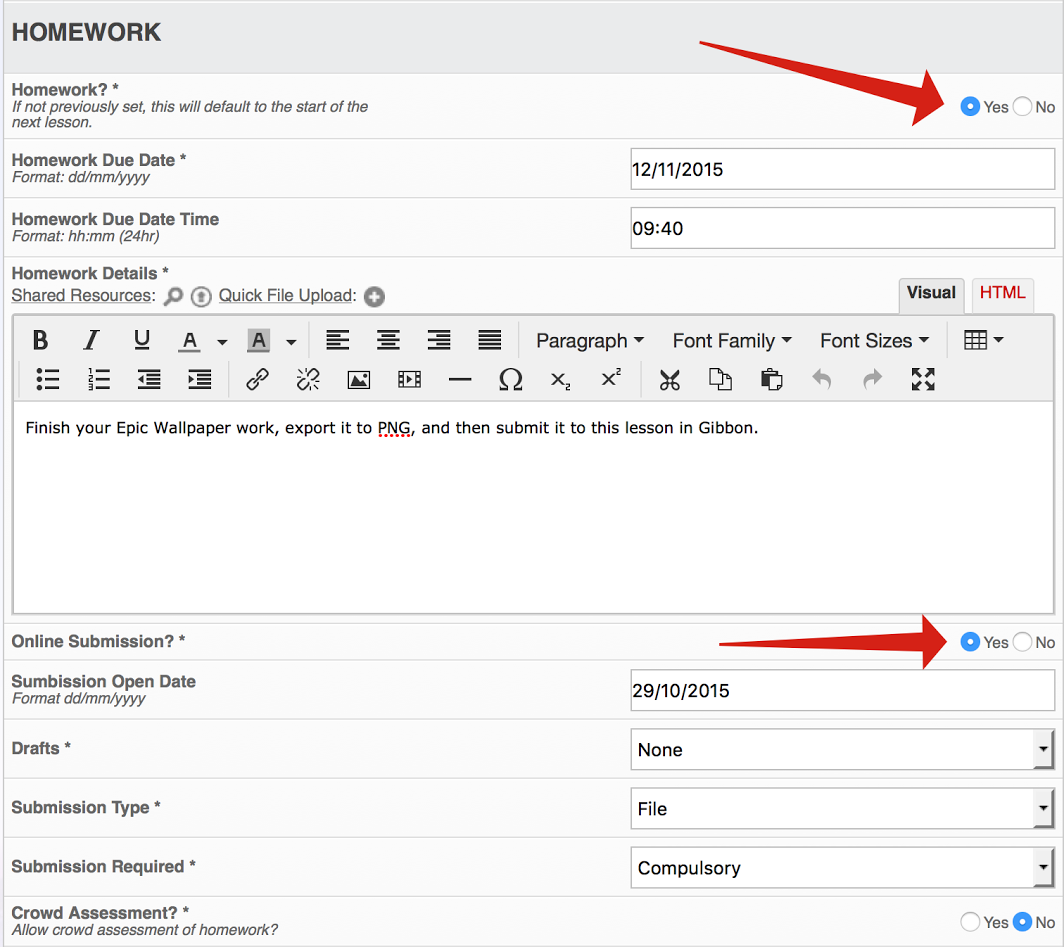 HOMEWORK
Homework? *
If not previously set, this will default to the start of the
next lesson.
Yes No
Homework Due Date *
Format: dd/mm/yyyy
12/11/2015
Homework Due Date Time
Format: hh:mm (24hr)
09:40
Homework Details *
Shared Resources: Quick File Upload:
Visual HTML
B I U A A Paragraph Font Family Font Sizes
Ω x₂ x²
Finish your Epic Wallpaper work, export it to PNG, and then submit it to this lesson in Gibbon.
Online Submission? *
Yes No
Sumbission Open Date
Format dd/mm/yyyy
29/10/2015
Drafts *
None
Submission Type *
File
Submission Required *
Compulsory
Crowd Assessment? *
Allow crowd assessment of homework?
Yes No